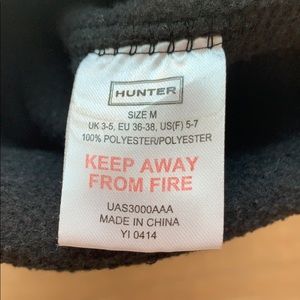 HUNTER
SIZE M
UK 3-5, EU 36-38, US(F) 5-7
100% POLYESTER/POLYESTER
KEEP AWAY
FROM FIRE
UAS3000AAA
MADE IN CHINA
YI 0414